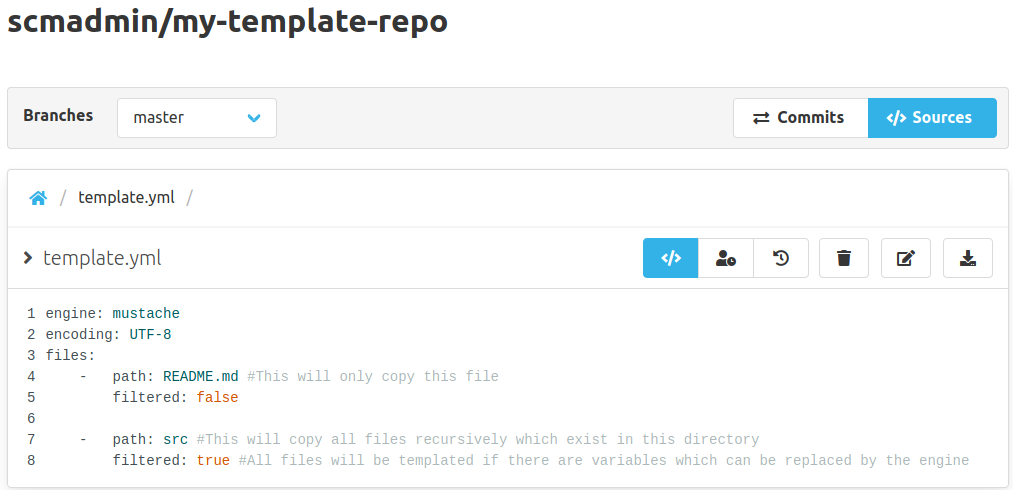 scmadmin/my-template-repo
Branches master Commits </> Sources
/ template.yml /
template.yml </>
1 engine: mustache
2 encoding: UTF-8
3 files:
4     -   path: README.md #This will only copy this file
5         filtered: false
6
7     -   path: src #This will copy all files recursively which exist in this directory
8         filtered: true #All files will be templated if there are variables which can be replaced by the engine